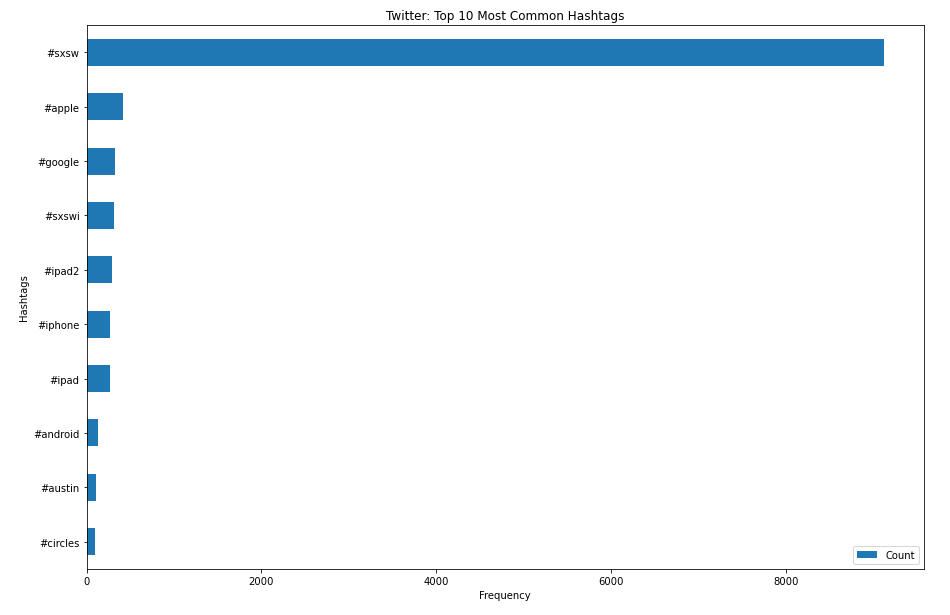 Twitter: Top 10 Most Common Hashtags
#sxsw
#apple
#google
#sxswi
#ipad2
#iphone
#ipad
#android
#austin
#circles
Hashtags
Count
0 2000 4000 6000 8000
Frequency